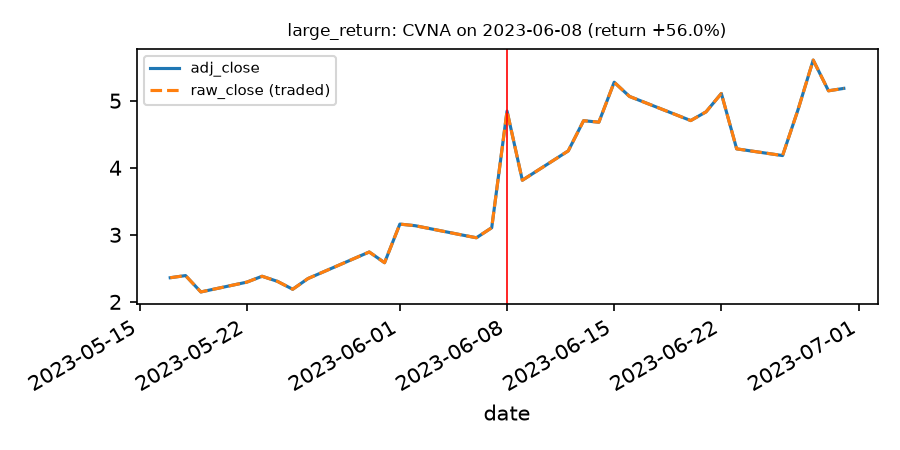 large_return: CVNA on 2023-06-08 (return +56.0%)
adj_close
raw_close (traded)
5
4
3
2
2023-05-15
2023-05-22
2023-06-01
2023-06-08
2023-06-15
2023-06-22
2023-07-01
date